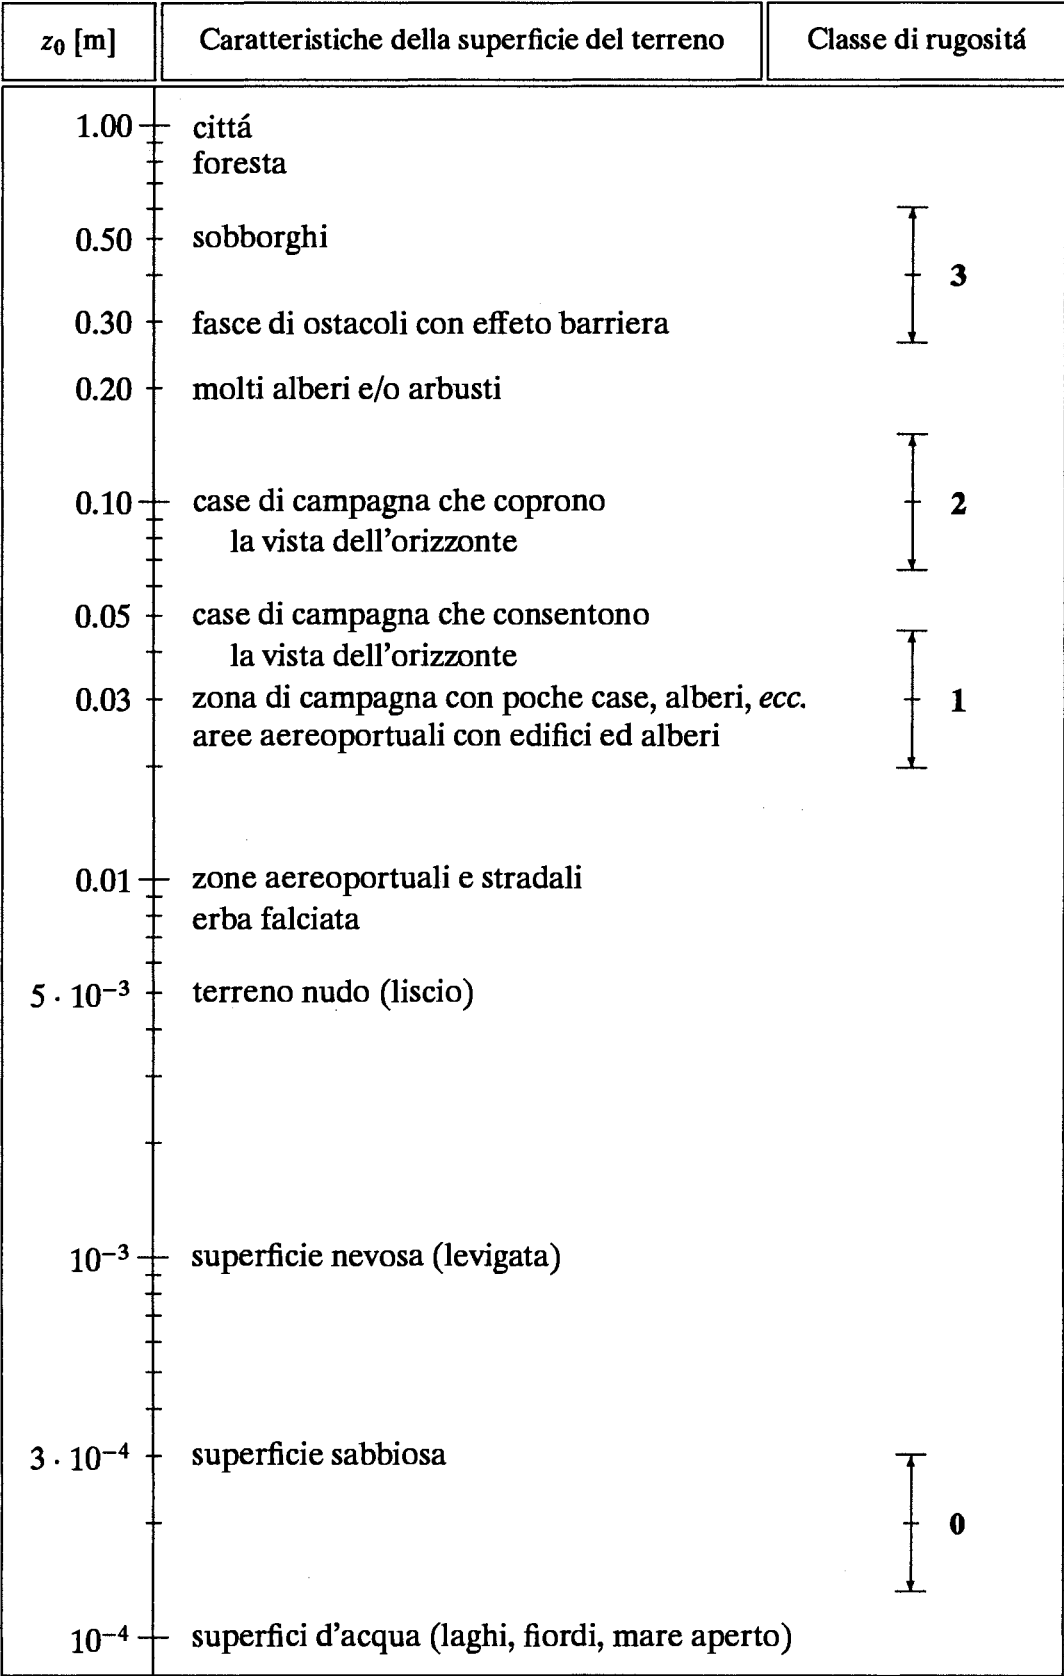 z₀ [m] Caratteristiche della superficie del terreno Classe di rugositá
1.00 cittá
foresta
0.50 sobborghi
3
0.30 fasce di ostacoli con effeto barriera
0.20 molti alberi e/o arbusti
0.10 case di campagna che coprono 2
la vista dell'orizzonte
0.05 case di campagna che consentono
la vista dell'orizzonte
0.03 zona di campagna con poche case, alberi, ecc. 1
aree aereoportuali con edifici ed alberi
0.01 zone aereoportuali e stradali
erba falciata
5 · 10⁻³ terreno nudo (liscio)
10⁻³ superficie nevosa (levigata)
3 · 10⁻⁴ superficie sabbiosa
0
10⁻⁴ superfici d'acqua (laghi, fiordi, mare aperto)